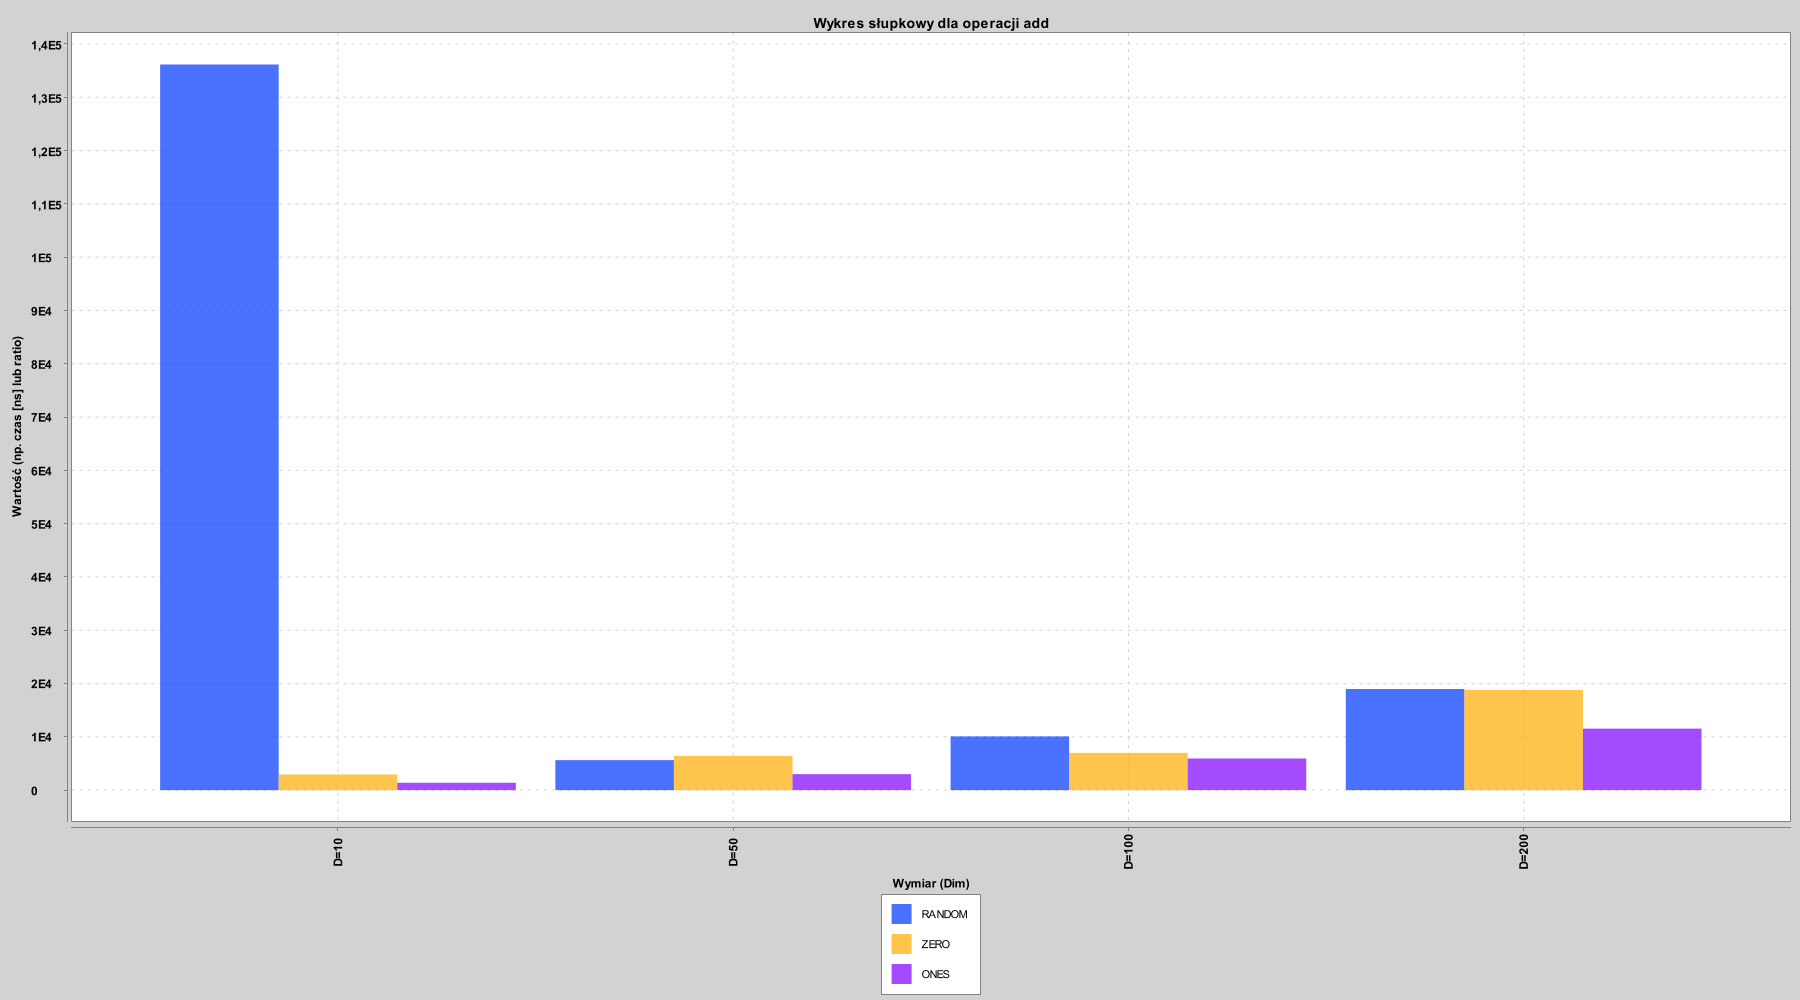 Wykres słupkowy dla operacji add
1,4E5
1,3E5
1,2E5
1,1E5
1E5
9E4
8E4
7E4
6E4
5E4
4E4
3E4
2E4
1E4
0
Wartość (np. czas [ns] lub ratio)
D=10
D=50
D=100
D=200
Wymiar (Dim)
RANDOM
ZERO
ONES